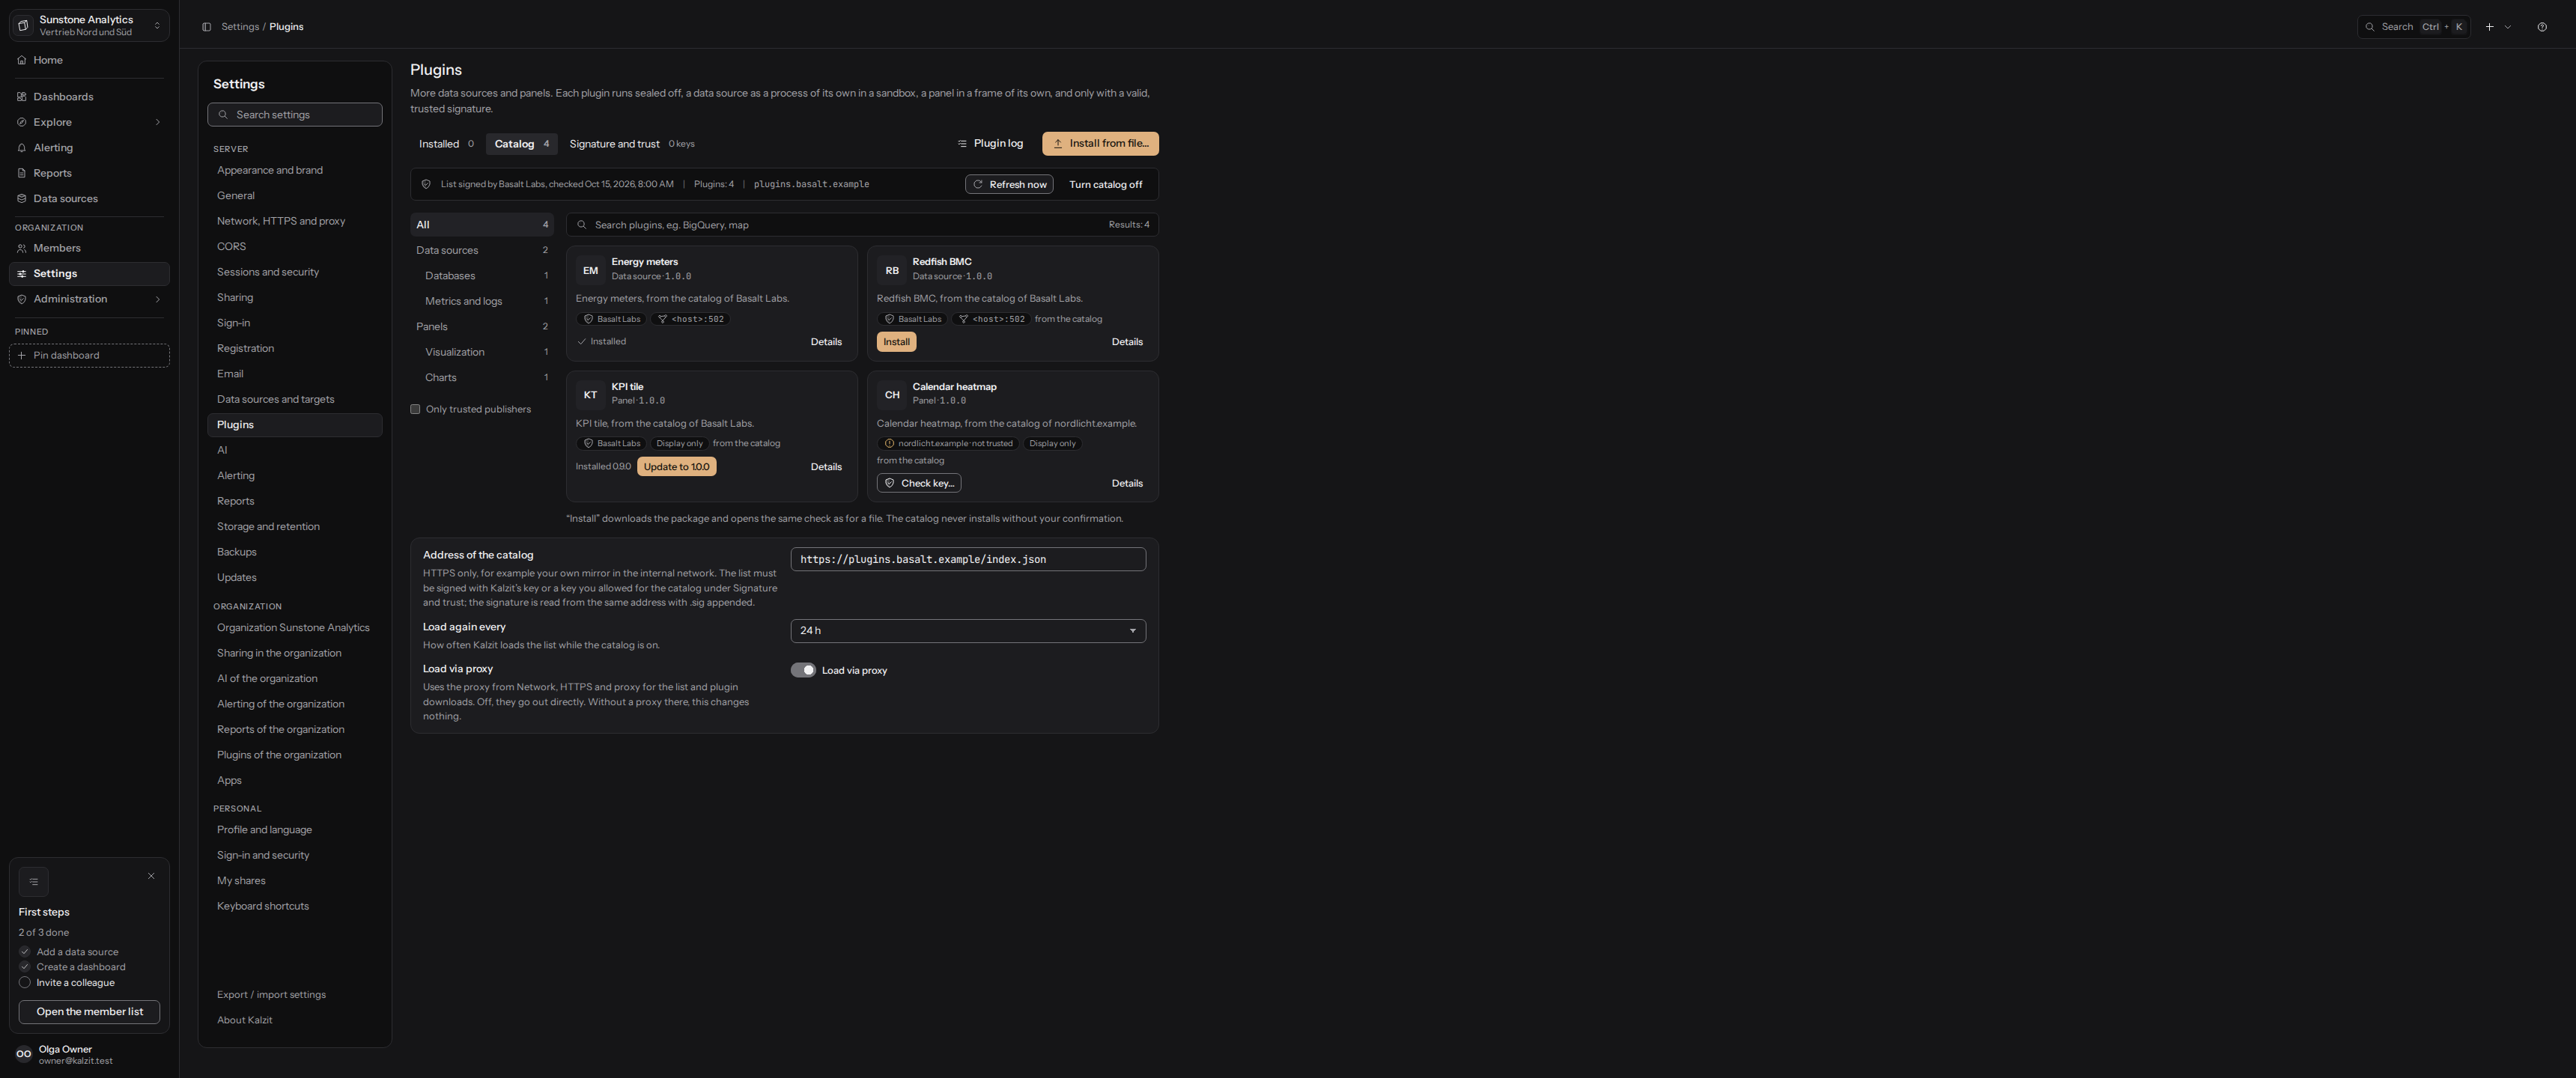 Sunstone Analytics
Vertrieb Nord und Süd
Home
Dashboards
Explore
Alerting
Reports
Data sources
ORGANIZATION
Members
Settings
Administration
PINNED
Pin dashboard
First steps
2 of 3 done
Add a data source
Create a dashboard
Invite a colleague
Open the member list
OO
Olga Owner
owner@kalzit.test
Settings / Plugins
Search Ctrl + K
Settings
Search settings
SERVER
Appearance and brand
General
Network, HTTPS and proxy
CORS
Sessions and security
Sharing
Sign-in
Registration
Email
Data sources and targets
Plugins
AI
Alerting
Reports
Storage and retention
Backups
Updates
ORGANIZATION
Organization Sunstone Analytics
Sharing in the organization
AI of the organization
Alerting of the organization
Reports of the organization
Plugins of the organization
Apps
PERSONAL
Profile and language
Sign-in and security
My shares
Keyboard shortcuts
Export / import settings
About Kalzit
Plugins
More data sources and panels. Each plugin runs sealed off, a data source as a process of its own in a sandbox, a panel in a frame of its own, and only with a valid,
trusted signature.
Installed 0
Catalog 4
Signature and trust 0 keys
Plugin log
Install from file…
List signed by Basalt Labs, checked Oct 15, 2026, 8:00 AM | Plugins: 4 | plugins.basalt.example
Refresh now
Turn catalog off
All 4
Data sources 2
Databases 1
Metrics and logs 1
Panels 2
Visualization 1
Charts 1
Only trusted publishers
Search plugins, e.g. BigQuery, map
Results: 4
EM
Energy meters
Data source · 1.0.0
Energy meters, from the catalog of Basalt Labs.
Basalt Labs <host>:502
Installed
Details
RB
Redfish BMC
Data source · 1.0.0
Redfish BMC, from the catalog of Basalt Labs.
Basalt Labs <host>:502 from the catalog
Install
Details
KT
KPI tile
Panel · 1.0.0
KPI tile, from the catalog of Basalt Labs.
Basalt Labs Display only from the catalog
Installed 0.9.0 Update to 1.0.0
Details
CH
Calendar heatmap
Panel · 1.0.0
Calendar heatmap, from the catalog of nordlicht.example.
nordlicht.example · not trusted Display only
from the catalog
Check key…
Details
“Install” downloads the package and opens the same check as for a file. The catalog never installs without your confirmation.
Address of the catalog
HTTPS only, for example your own mirror in the internal network. The list must
be signed with Kalzit’s key or a key you allowed for the catalog under Signature
and trust; the signature is read from the same address with .sig appended.
https://plugins.basalt.example/index.json
Load again every
How often Kalzit loads the list while the catalog is on.
24 h
Load via proxy
Uses the proxy from Network, HTTPS and proxy for the list and plugin
downloads. Off, they go out directly. Without a proxy there, this changes
nothing.
Load via proxy